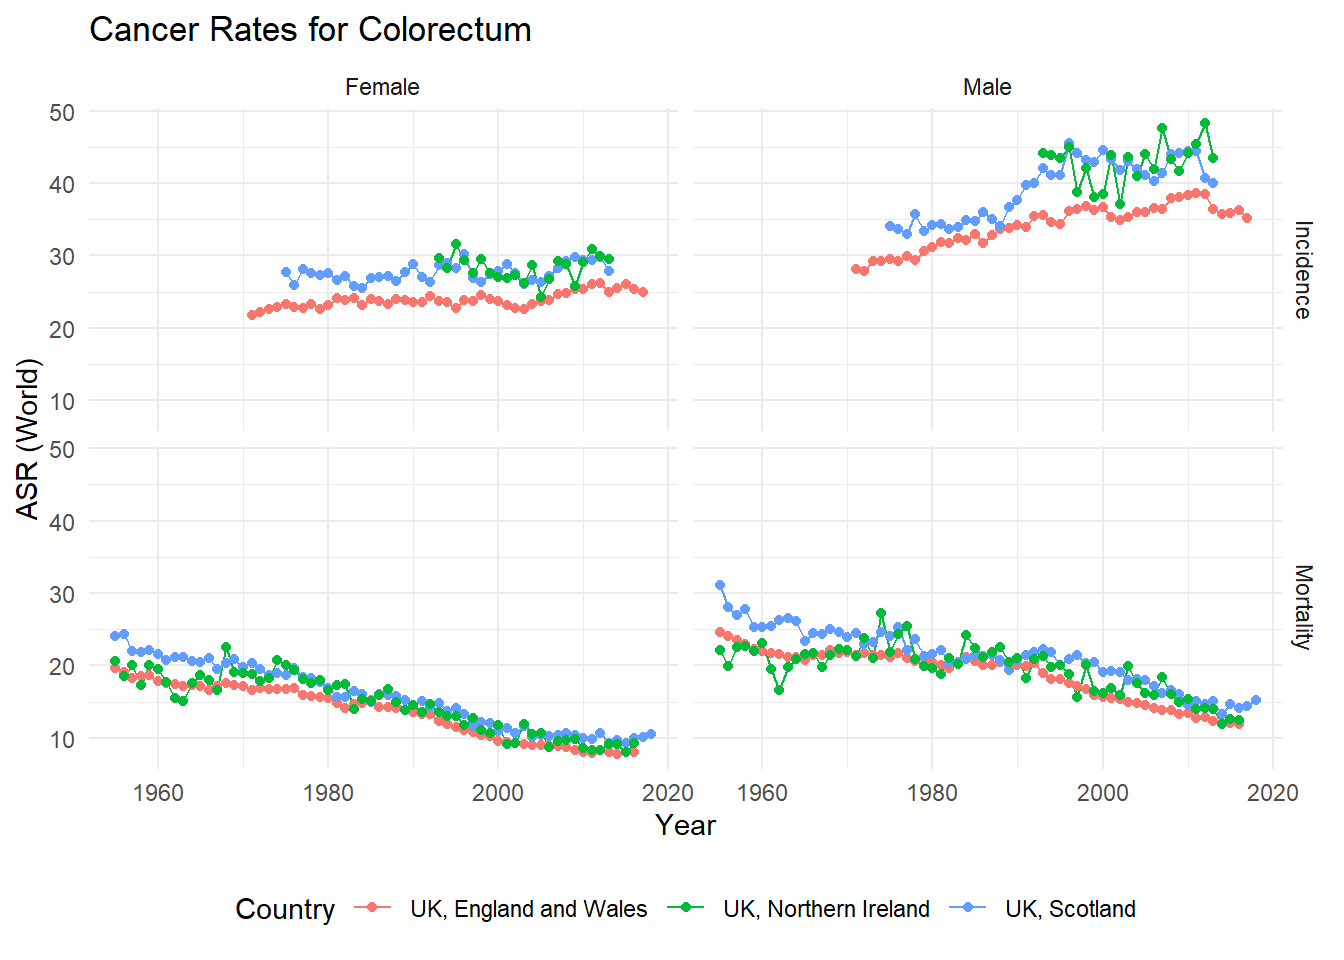 Cancer Rates for Colorectum
Female
Male
50
40
30
20
10
Incidence
ASR (World)
50
40
30
20
10
Mortality
1960
1980
2000
2020
1960
1980
2000
2020
Year
Country
UK, England and Wales
UK, Northern Ireland
UK, Scotland